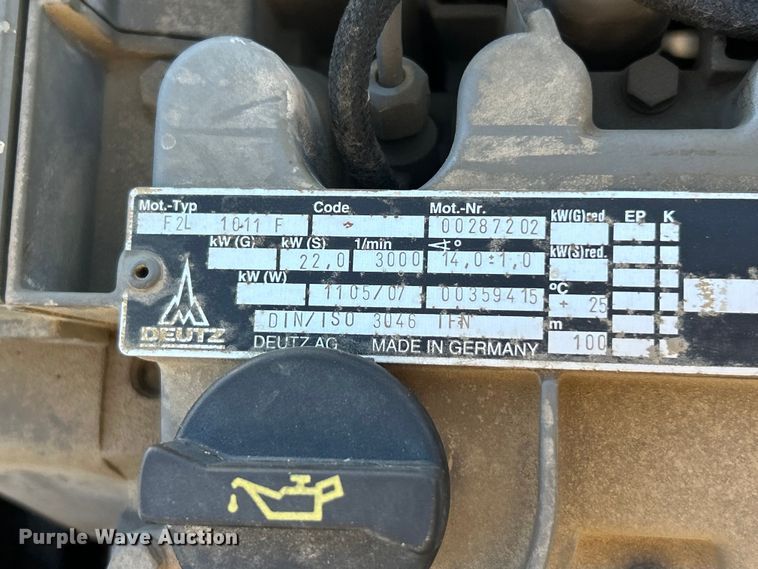 Mot.-Typ Code Mot.-Nr. kW(G)red. EP K
F2L 1011 F - 00287202
kW (G) kW (S) 1/min kW(S)red.
22,0 3000 14,0±1,0
kW (W) °C
1105/07 00359415 + 25
DIN/ISO 3046 IFN m 100
DEUTZ DEUTZ AG MADE IN GERMANY
Purple Wave Auction